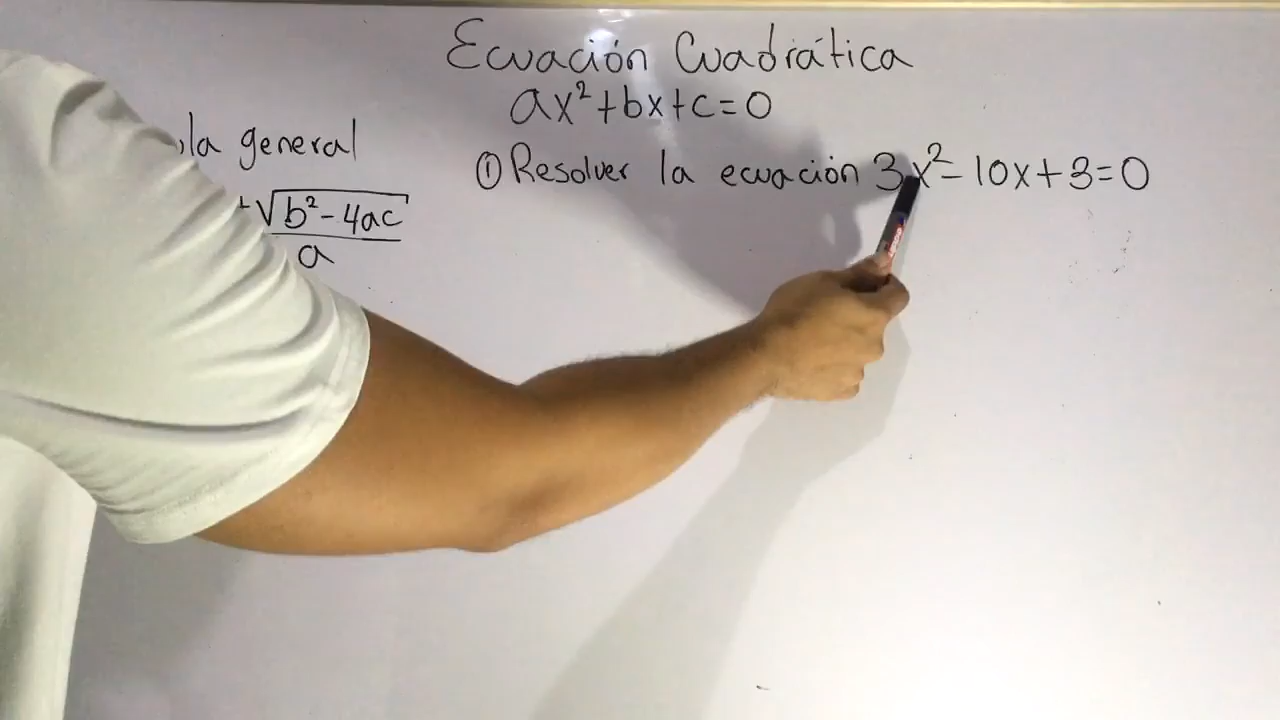 Ecuación Cuadrática
ax²+bx+c=0
la general
① Resolver la ecuación 3x²-10x+3=0
√b²-4ac
a